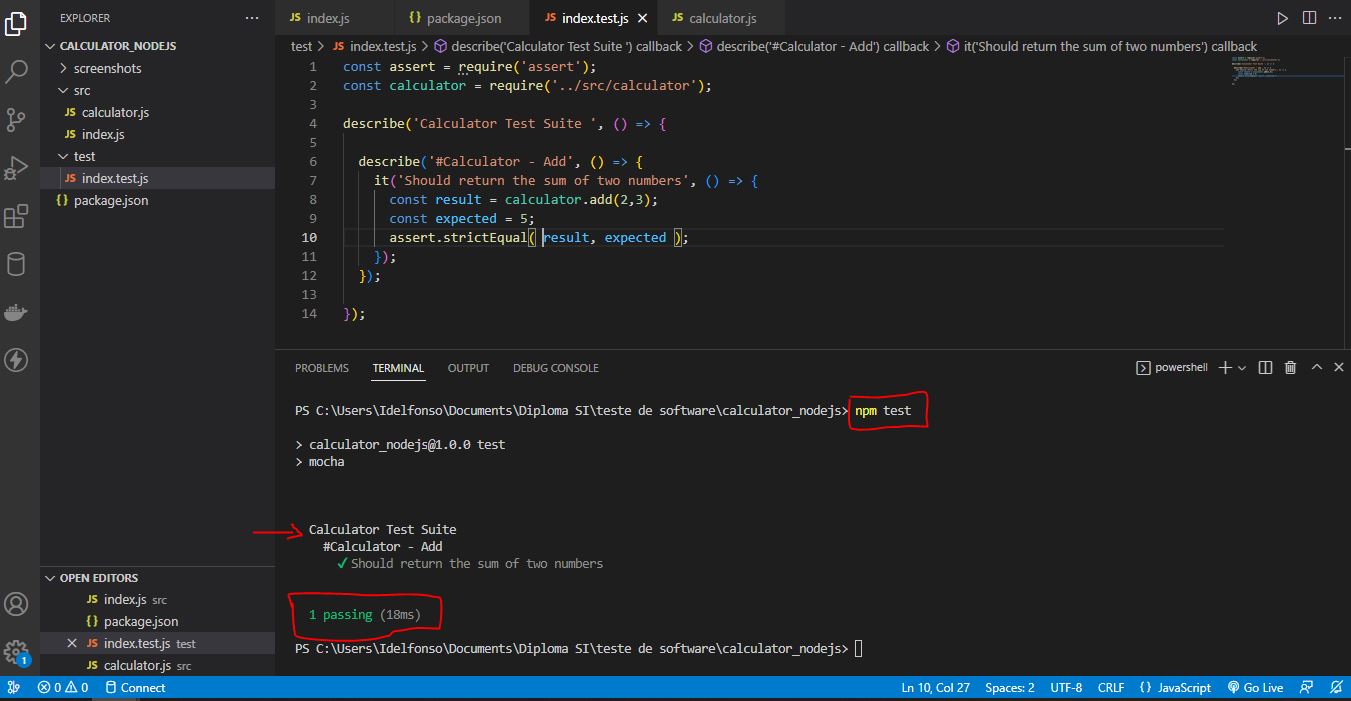 EXPLORER
CALCULATOR_NODEJS
screenshots
src
JS calculator.js
JS index.js
test
JS index.test.js
{} package.json
OPEN EDITORS
JS index.js src
{} package.json
JS index.test.js test
JS calculator.js src
1
JS index.js
{} package.json
JS index.test.js
JS calculator.js
test > JS index.test.js > describe('Calculator Test Suite ') callback > describe('#Calculator - Add') callback > it('Should return the sum of two numbers') callback
1 const assert = require('assert');
2 const calculator = require('../src/calculator');
3
4 describe('Calculator Test Suite ', () => {
5
6 describe('#Calculator - Add', () => {
7 it('Should return the sum of two numbers', () => {
8 const result = calculator.add(2,3);
9 const expected = 5;
10 assert.strictEqual( result, expected );
11 });
12 });
13
14 });
PROBLEMS TERMINAL OUTPUT DEBUG CONSOLE
powershell
PS C:\Users\Idelfonso\Documents\Diploma SI\teste de software\calculator_nodejs> npm test
> calculator_nodejs@1.0.0 test
> mocha
Calculator Test Suite
#Calculator - Add
✓ Should return the sum of two numbers
1 passing (18ms)
PS C:\Users\Idelfonso\Documents\Diploma SI\teste de software\calculator_nodejs>
0 0 Connect
Ln 10, Col 27 Spaces: 2 UTF-8 CRLF {} JavaScript Go Live